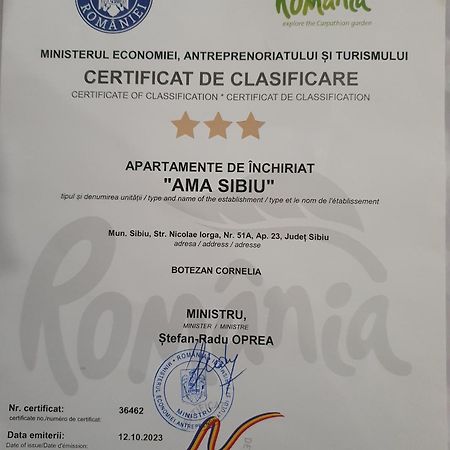 ROMÂNIEI
România
explore the Carpathian garden
MINISTERUL ECONOMIEI, ANTREPRENORIATULUI ȘI TURISMULUI
CERTIFICAT DE CLASIFICARE
CERTIFICATE OF CLASSIFICATION * CERTIFICAT DE CLASSIFICATION
APARTAMENTE DE ÎNCHIRIAT
"AMA SIBIU"
tipul și denumirea unității / type and name of the establishment / type et le nom de l'établissement
Mun. Sibiu, Str. Nicolae Iorga, Nr. 51A, Ap. 23, Județ Sibiu
adresa / address / adresse
BOTEZAN CORNELIA
România
MINISTRU,
MINISTER / MINISTRE
Ștefan-Radu OPREA
ROMÂNIA
MINISTRU
Nr. certificat:
36462
certificate no./numéro de certificat:
Data emiterii:
12.10.2023
Date of issue/Date d'émission: